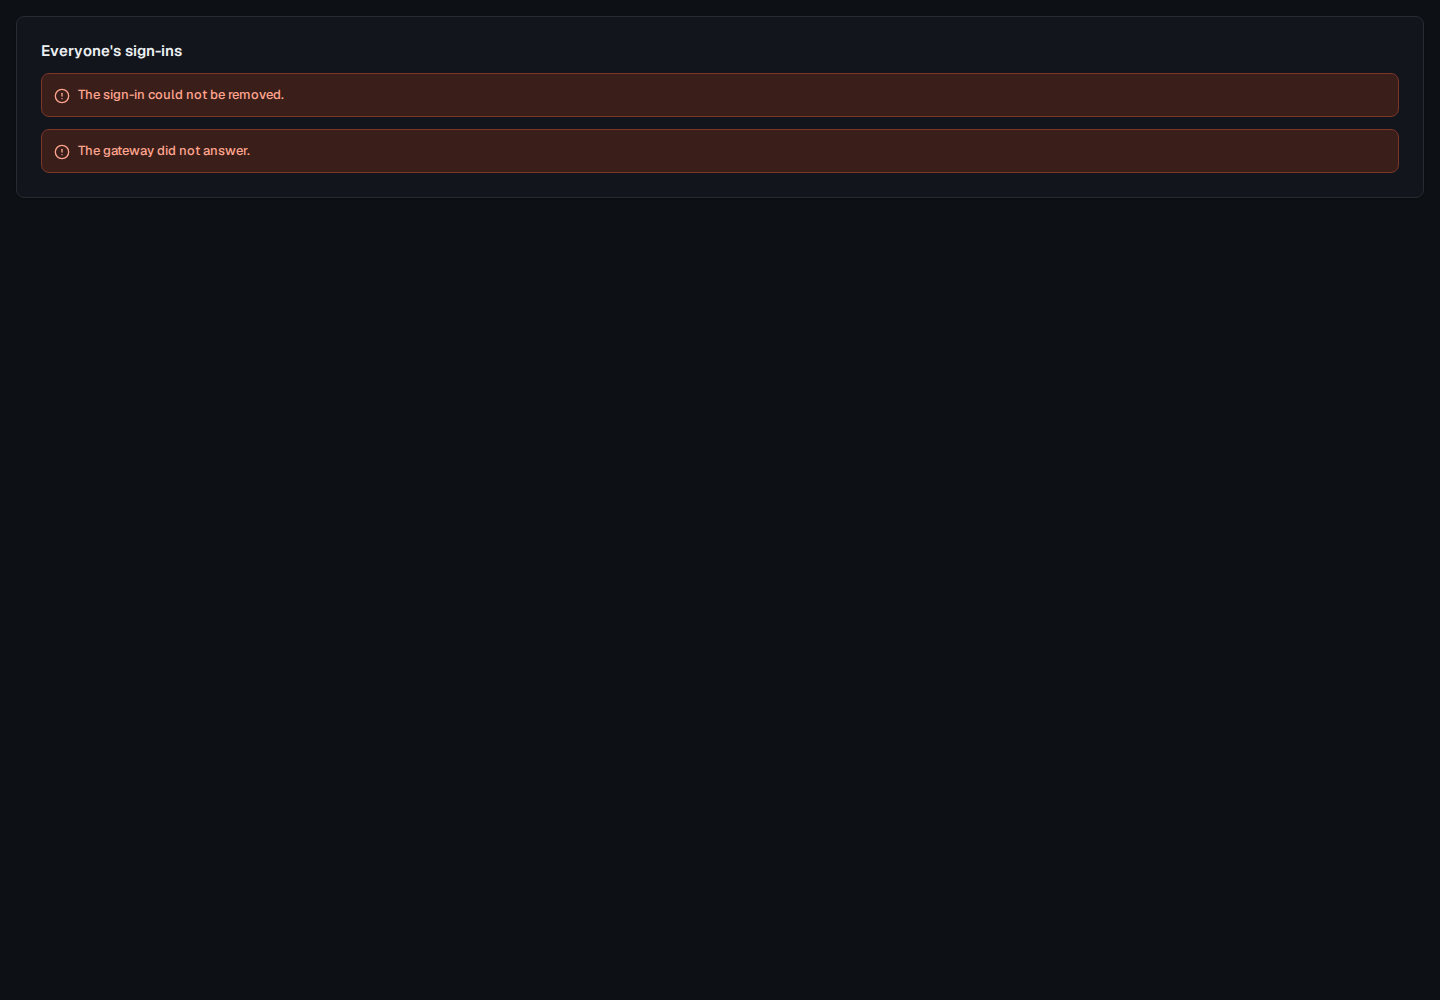 Everyone's sign-ins
The sign-in could not be removed.
The gateway did not answer.